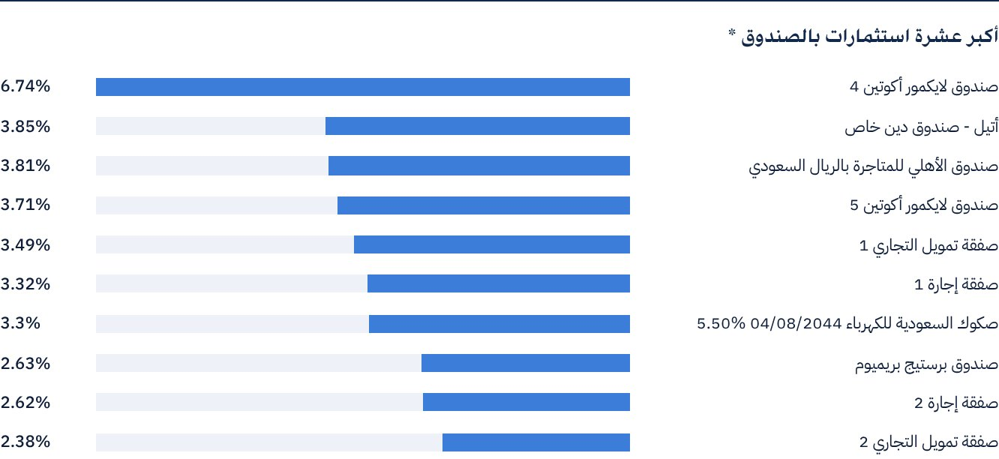 أكبر عشرة استثمارات بالصندوق *
صندوق لايكمور أكوتين 4 6.74%
أتيل - صندوق دين خاص 3.85%
صندوق الأهلي للمتاجرة بالريال السعودي 3.81%
صندوق لايكمور أكوتين 5 3.71%
صفقة تمويل التجاري 1 3.49%
صفقة إجارة 1 3.32%
صكوك السعودية للكهرباء 04/08/2044 5.50% 3.3%
صندوق برستيج بريميوم 2.63%
صفقة إجارة 2 2.62%
صفقة تمويل التجاري 2 2.38%